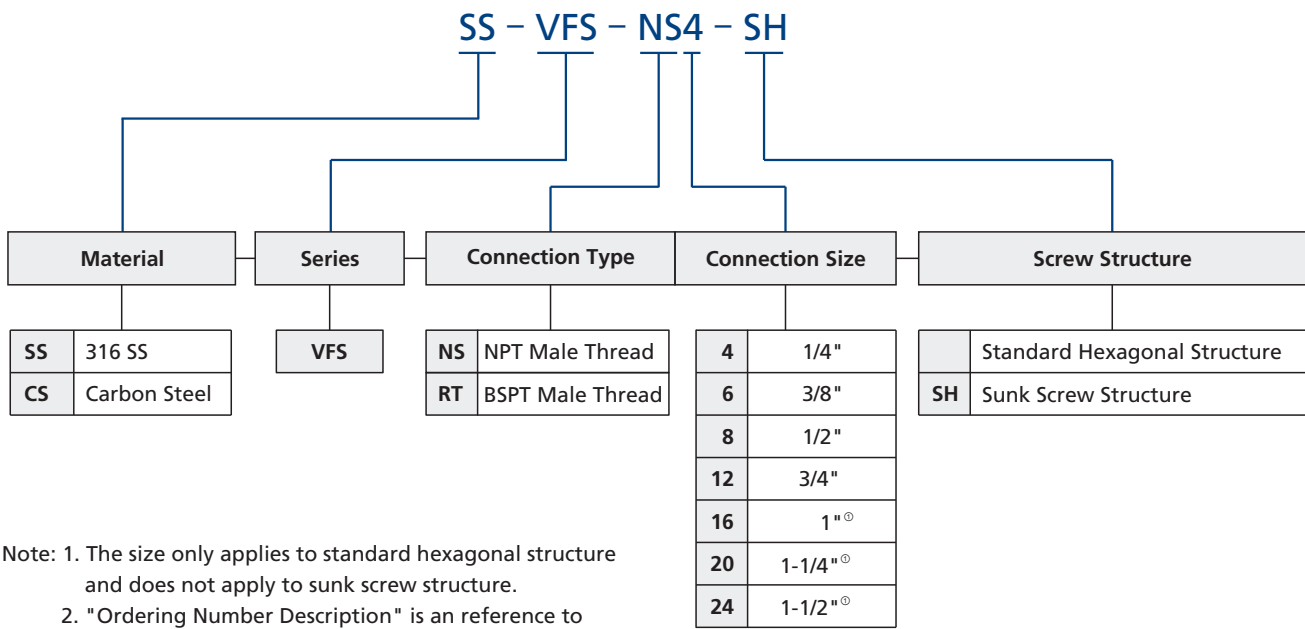 SS – VFS – NS4 – SH
Material
Series
Connection Type
Connection Size
Screw Structure
SS 316 SS
CS Carbon Steel
VFS
NS NPT Male Thread
RT BSPT Male Thread
4 1/4"
6 3/8"
8 1/2"
12 3/4"
16 1"①
20 1-1/4"①
24 1-1/2"①
Standard Hexagonal Structure
SH Sunk Screw Structure
Note: 1. The size only applies to standard hexagonal structure
and does not apply to sunk screw structure.
2. "Ordering Number Description" is an reference to